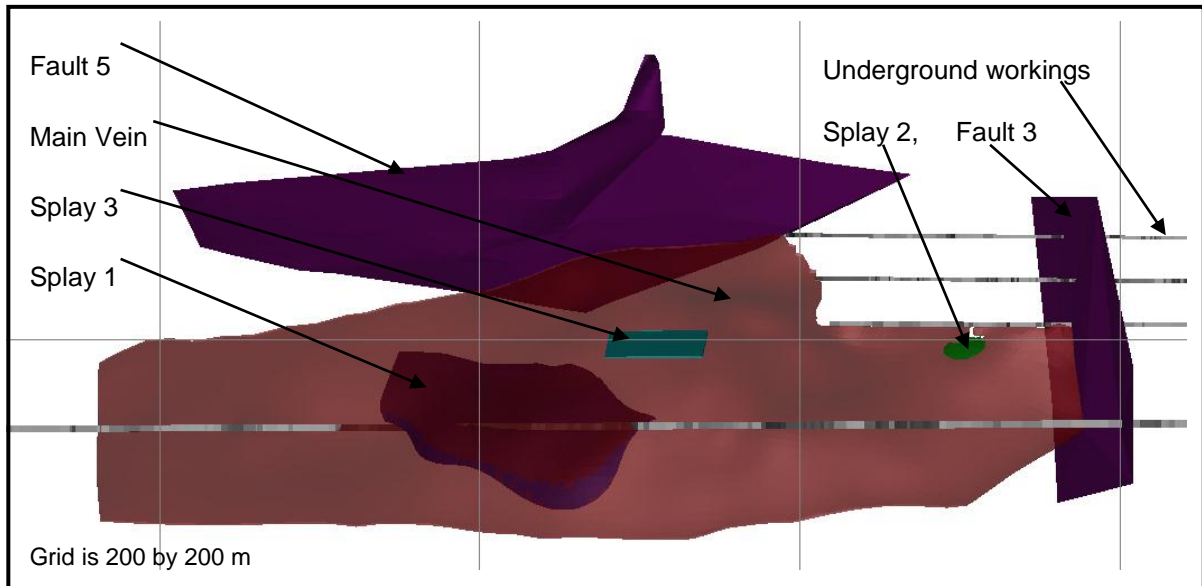 Fault 5
Main Vein
Splay 3
Splay 1
Underground workings
Splay 2, Fault 3
Grid is 200 by 200 m